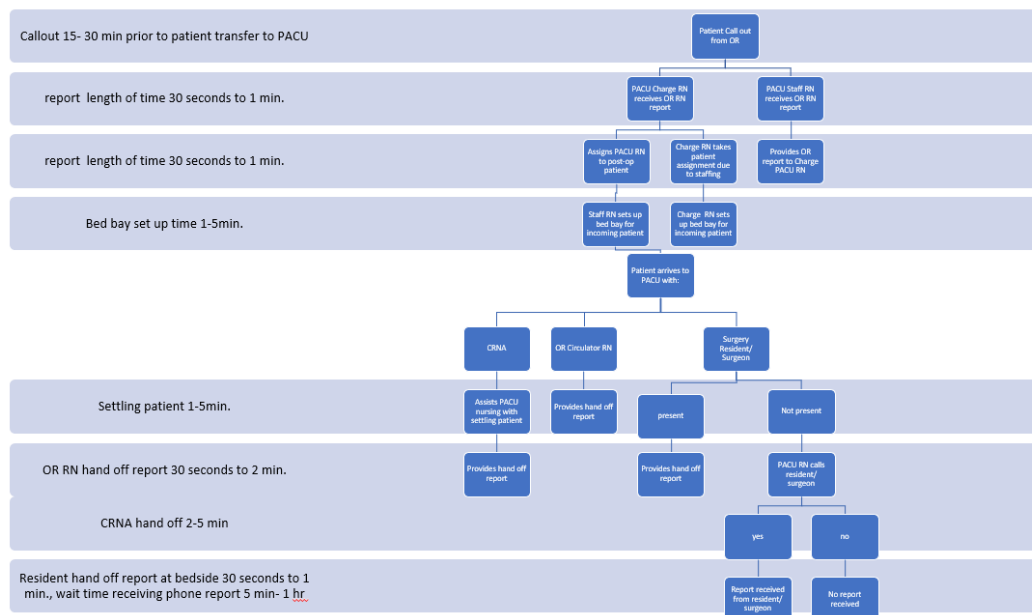 Callout 15- 30 min prior to patient transfer to PACU
Patient Call out
from OR
report  length of time 30 seconds to 1 min.
PACU Charge RN
receives OR RN
report
PACU Staff RN
receives OR RN
report
report  length of time 30 seconds to 1 min.
Assigns PACU RN
to post-op
patient
Charge RN takes
patient
assignment due
to staffing
Provides OR
report to Charge
PACU RN
Bed bay set up time 1-5min.
Staff RN sets up
bed bay for
incoming patient
Charge  RN sets
up bed bay for
incoming patient
Patient arrives to
PACU with:
CRNA
OR Circulator RN
Surgery
Resident/
Surgeon
Settling patient 1-5min.
Assists PACU
nursing with
settling patient
Provides hand off
report
present
Not present
OR RN hand off report 30 seconds to 2 min.
Provides hand off
report
Provides hand off
report
PACU RN calls
resident/
surgeon
CRNA hand off 2-5 min
yes
no
Resident hand off report at bedside 30 seconds to 1
min., wait time receiving phone report 5 min- 1 hr
Report received
from resident/
surgeon
No report
received